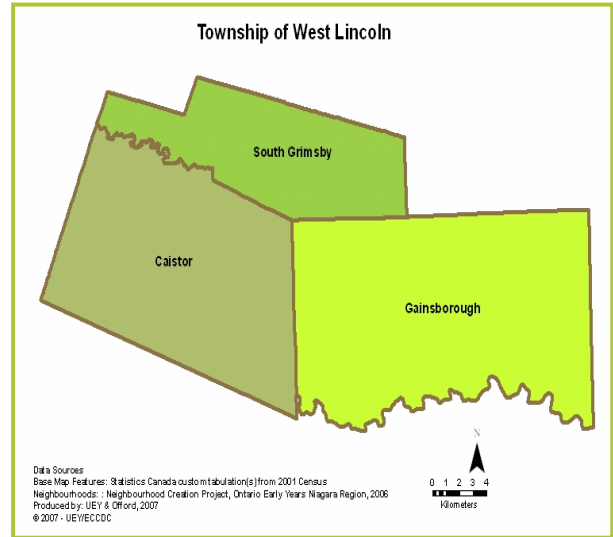 Township of West Lincoln
South Grimsby
Caistor
Gainsborough
N
Data Sources
Base Map Features: Statistics Canada custom tabulation(s) from 2001 Census
Neighbourhoods: : Neighbourhood Creation Project, Ontario Early Years Niagara Region, 2006
Produced by: UEY & Offord, 2007
© 2007 - UEY/ECCDC
0 1 2 3 4
Kilometers